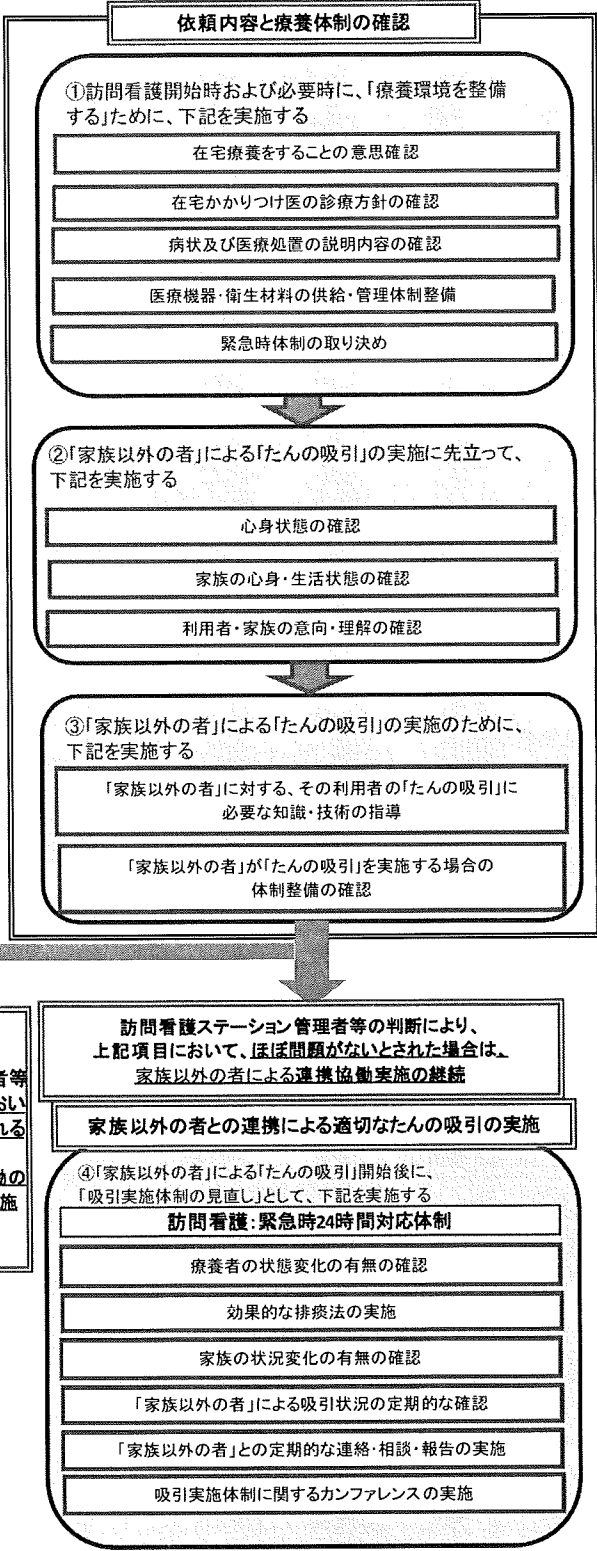 依頼内容と療養体制の確認
①訪問看護開始時および必要時に、「療養環境を整備
する」ために、下記を実施する
在宅療養をすることの意思確認
在宅かかりつけ医の診療方針の確認
病状及び医療処置の説明内容の確認
医療機器・衛生材料の供給・管理体制整備
緊急時体制の取り決め
②「家族以外の者」による「たんの吸引」の実施に先立って、
下記を実施する
心身状態の確認
家族の心身・生活状態の確認
利用者・家族の意向・理解の確認
③「家族以外の者」による「たんの吸引」の実施のために、
下記を実施する
「家族以外の者」に対する、その利用者の「たんの吸引」に
必要な知識・技術の指導
「家族以外の者」が「たんの吸引」を実施する場合の
体制整備の確認
者等
おい
れる
動の
施
訪問看護ステーション管理者等の判断により、
上記項目において、ほぼ問題がないとされた場合は、
家族以外の者による連携協働実施の継続
家族以外の者との連携による適切なたんの吸引の実施
④「家族以外の者」による「たんの吸引」開始後に、
「吸引実施体制の見直し」として、下記を実施する
訪問看護:緊急時24時間対応体制
療養者の状態変化の有無の確認
効果的な排痰法の実施
家族の状況変化の有無の確認
「家族以外の者」による吸引状況の定期的な確認
「家族以外の者」との定期的な連絡・相談・報告の実施
吸引実施体制に関するカンファレンスの実施